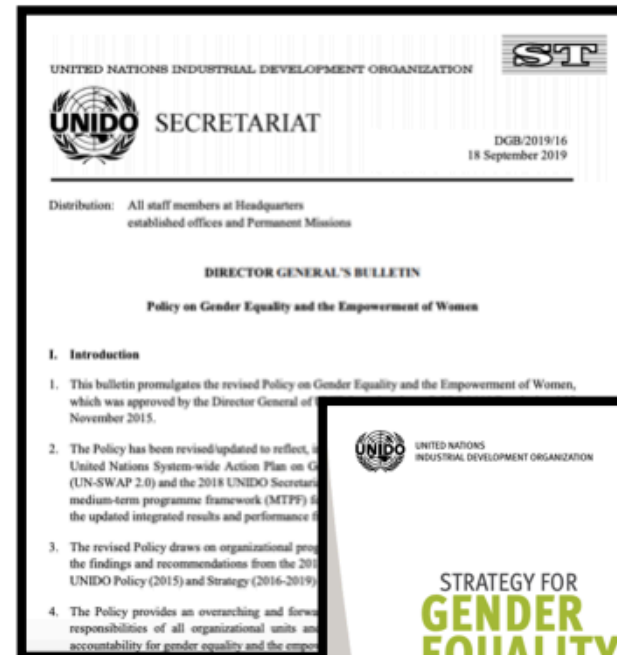 ST
UNITED NATIONS INDUSTRIAL DEVELOPMENT ORGANIZATION
UNIDO
SECRETARIAT
DGB/2019/16
18 September 2019
Distribution: All staff members at Headquarters
established offices and Permanent Missions
DIRECTOR GENERAL'S BULLETIN
Policy on Gender Equality and the Empowerment of Women
I. Introduction
1. This bulletin promulgates the revised Policy on Gender Equality and the Empowerment of Women,
which was approved by the Director General of
November 2015.
2. The Policy has been revised/updated to reflect,
United Nations System-wide Action Plan on G
(UN-SWAP 2.0) and the 2018 UNIDO Secretari
medium-term programme framework (MTPF) f
the updated integrated results and performance f
3. The revised Policy draws on organizational prog
the findings and recommendations from the 201
UNIDO Policy (2015) and Strategy (2016-2019)
4. The Policy provides an overarching and forwa
responsibilities of all organizational units an
accountability for gender equality and the empow
UNIDO
UNITED NATIONS
INDUSTRIAL DEVELOPMENT ORGANIZATION
STRATEGY FOR
GENDER
EQUALITY